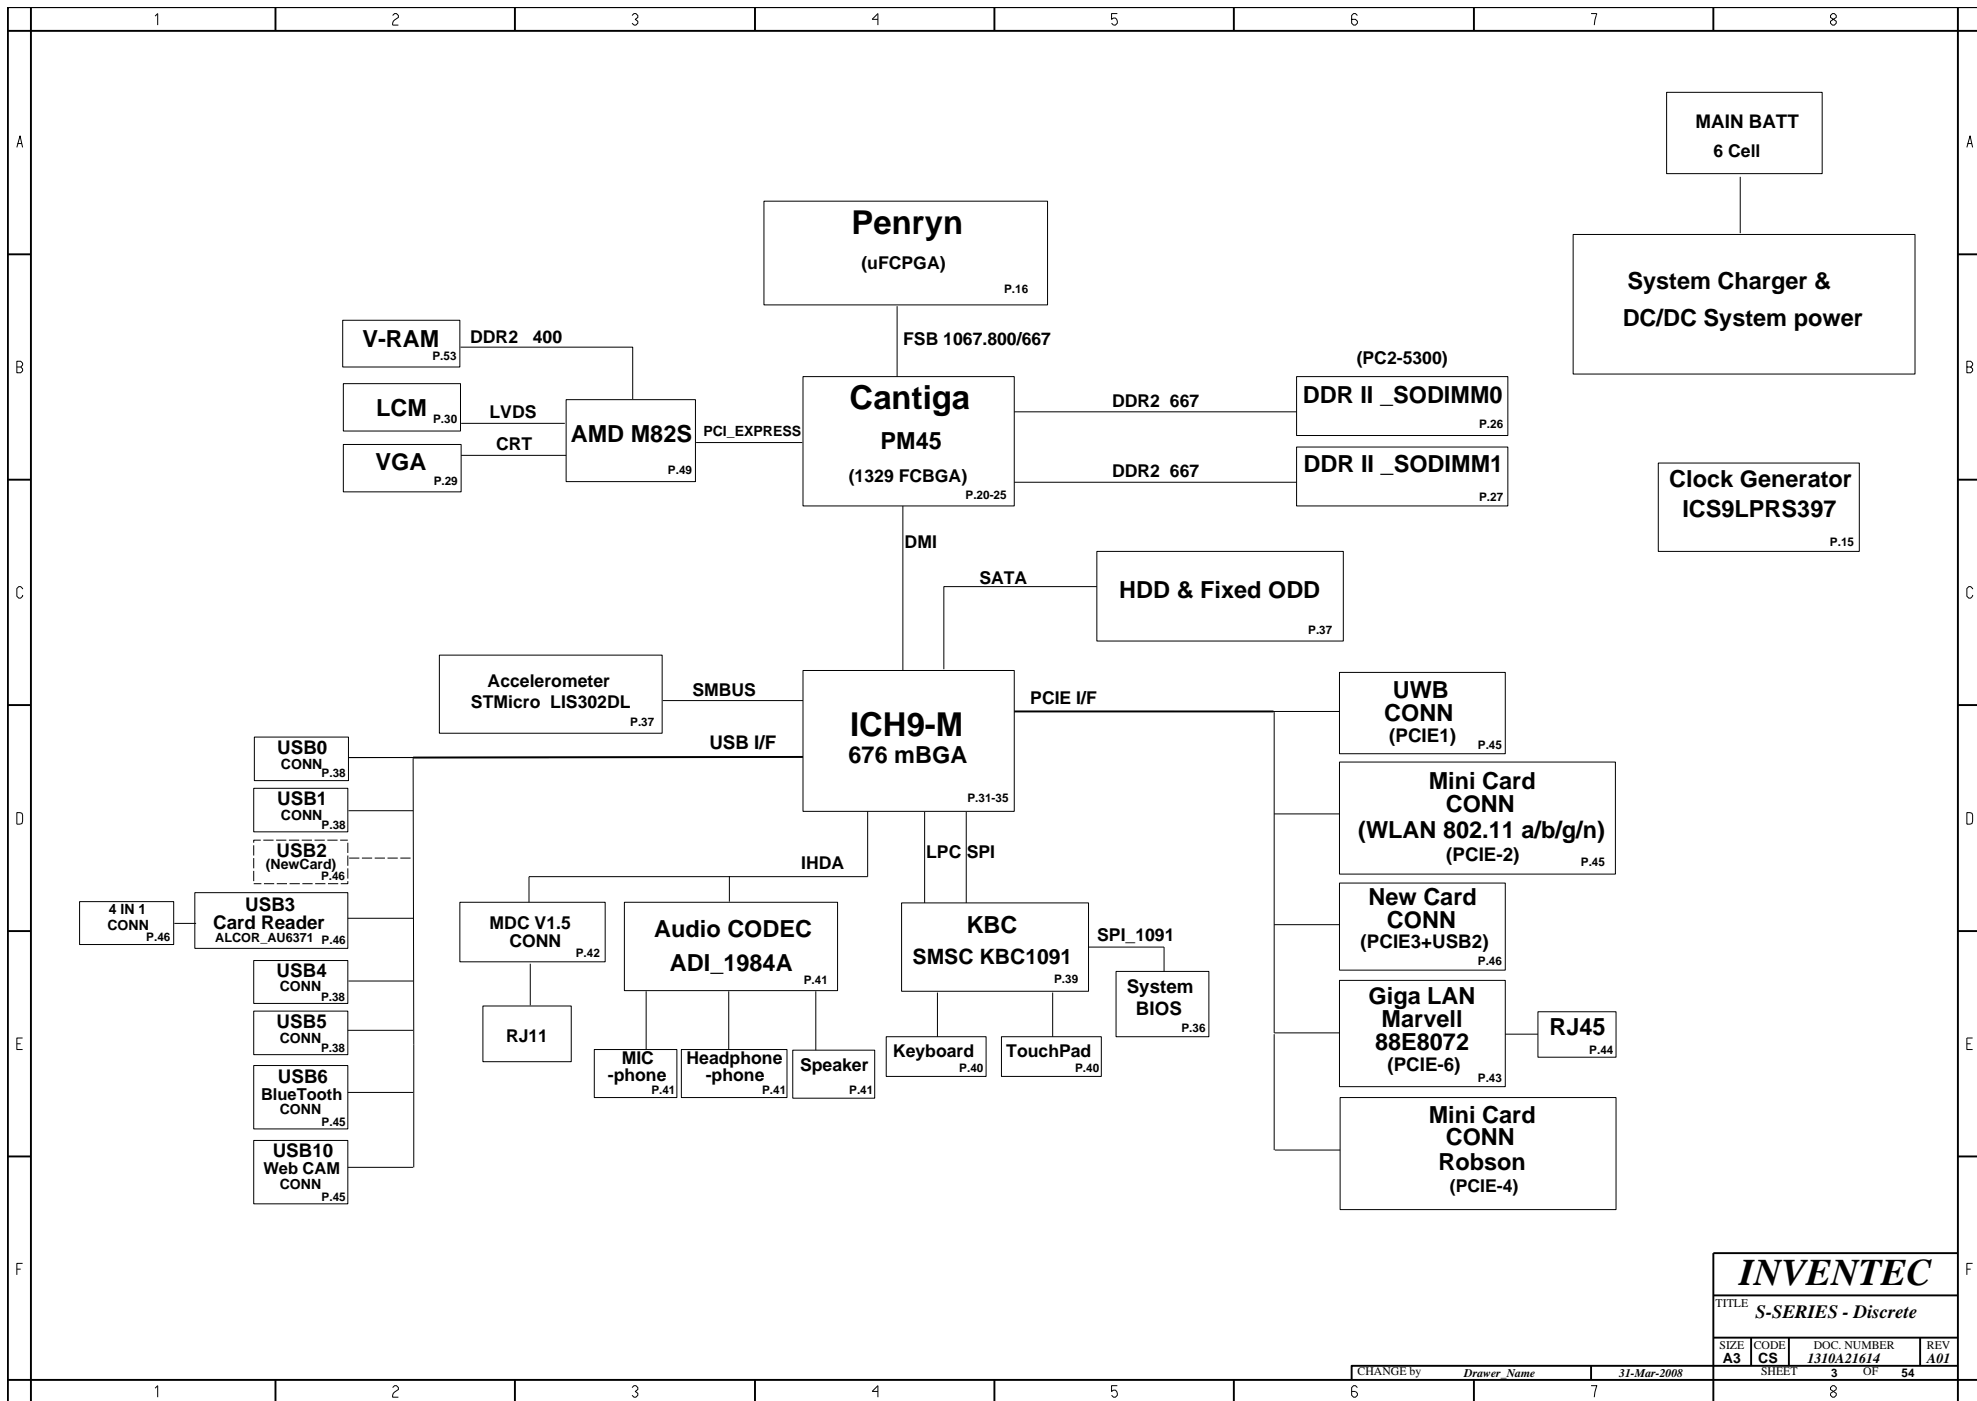 1 2 3 4 5 6 7 8
A A
B B
C C
D D
E E
F F
MAIN BATT
6 Cell
System Charger &
DC/DC System power
Penryn
(uFCPGA)
P.16
FSB 1067.800/667
V-RAM
P.53
DDR2 400
LCM
P.30
LVDS
VGA
P.29
CRT
AMD M82S
P.49
PCI_EXPRESS
Cantiga
PM45
(1329 FCBGA)
P.20-25
(PC2-5300)
DDR2 667
DDR II _SODIMM0
P.26
DDR2 667
DDR II _SODIMM1
P.27
Clock Generator
ICS9LPRS397
P.15
DMI
SATA
HDD & Fixed ODD
P.37
Accelerometer
STMicro LIS302DL
P.37
SMBUS
USB I/F
ICH9-M
676 mBGA
P.31-35
PCIE I/F
UWB
CONN
(PCIE1)
P.45
Mini Card
CONN
(WLAN 802.11 a/b/g/n)
(PCIE-2)
P.45
New Card
CONN
(PCIE3+USB2)
P.46
Giga LAN
Marvell
88E8072
(PCIE-6)
P.43
RJ45
P.44
Mini Card
CONN
Robson
(PCIE-4)
USB0
CONN
P.38
USB1
CONN
P.38
USB2
(NewCard)
P.46
4 IN 1
CONN
P.46
USB3
Card Reader
ALCOR_AU6371 P.46
USB4
CONN
P.38
USB5
CONN
P.38
USB6
BlueTooth
CONN
P.45
USB10
Web CAM
CONN
P.45
IHDA
LPC SPI
MDC V1.5
CONN
P.42
RJ11
Audio CODEC
ADI_1984A
P.41
MIC
-phone
P.41
Headphone
-phone
P.41
Speaker
P.41
KBC
SMSC KBC1091
P.39
SPI_1091
System
BIOS
P.36
Keyboard
P.40
TouchPad
P.40
INVENTEC
TITLE
S-SERIES - Discrete
SIZE CODE DOC. NUMBER REV
A3 CS 1310A21614 A01
CHANGE by Drawer_Name 31-Mar-2008 SHEET 3 OF 54
1 2 3 4 5 6 7 8